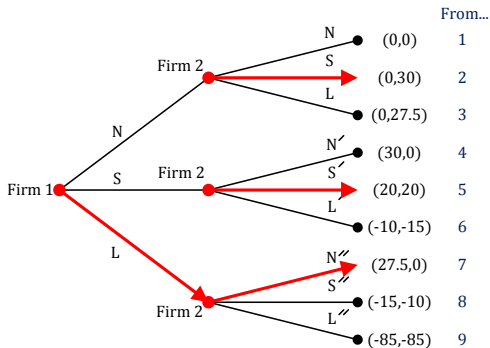 From...
N
(0,0)
1
Firm 2
S
(0,30)
2
L
(0,27.5)
3
N
N′
(30,0)
4
Firm 2
S′
(20,20)
5
Firm 1
S
L′
(-10,-15)
6
L
N″
(27.5,0)
7
S″
(-15,-10)
8
Firm 2
L″
(-85,-85)
9